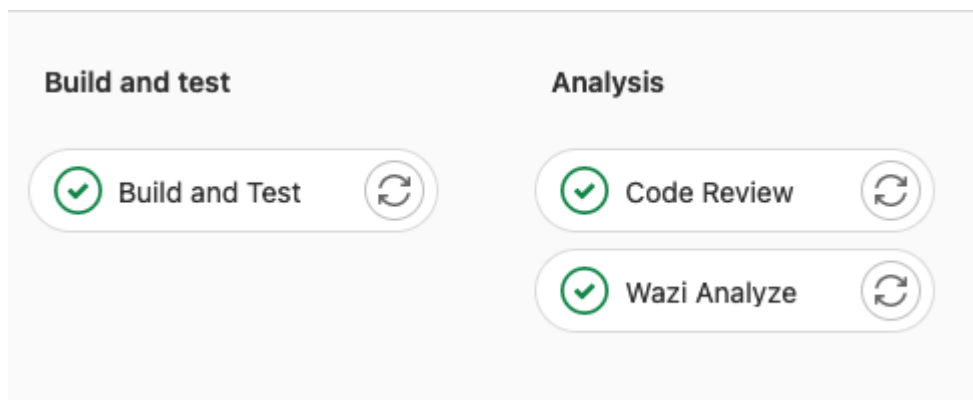 Build and test
Build and Test
Analysis
Code Review
Wazi Analyze